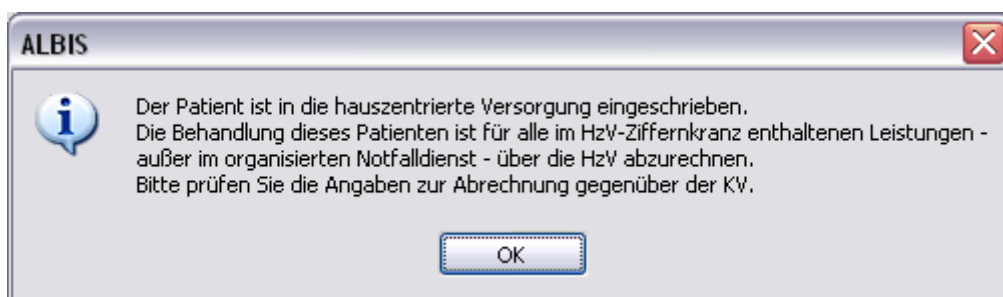 ALBIS
Der Patient ist in die hauszentrierte Versorgung eingeschrieben.
Die Behandlung dieses Patienten ist für alle im HzV-Ziffernkranz enthaltenen Leistungen -
außer im organisierten Notfalldienst - über die HzV abzurechnen.
Bitte prüfen Sie die Angaben zur Abrechnung gegenüber der KV.
OK